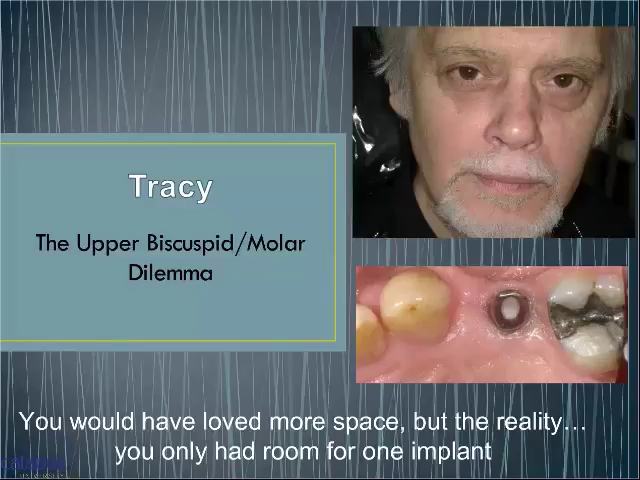 Tracy
The Upper Biscuspid/Molar
Dilemma
You would have loved more space, but the reality…
you only had room for one implant